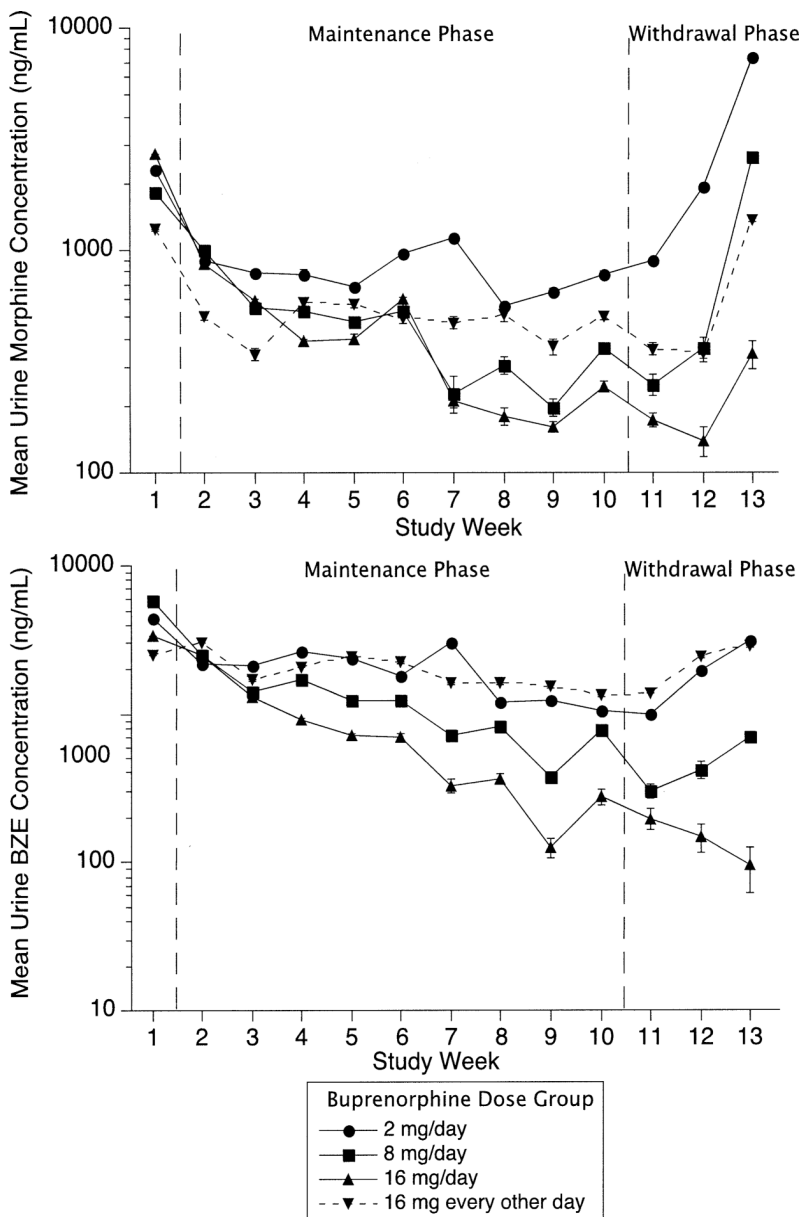 Maintenance Phase Withdrawal Phase
Mean Urine Morphine Concentration (ng/mL)
10000
1000
100
1 2 3 4 5 6 7 8 9 10 11 12 13
Study Week
Maintenance Phase Withdrawal Phase
Mean Urine BZE Concentration (ng/mL)
10000
1000
100
10
1 2 3 4 5 6 7 8 9 10 11 12 13
Study Week
Buprenorphine Dose Group
2 mg/day
8 mg/day
16 mg/day
16 mg every other day